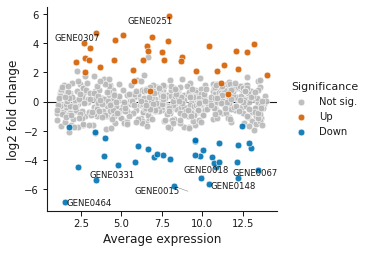 6
4
2
0
−2
−4
−6
2.5
5.0
7.5
10.0
12.5
log2 fold change
Average expression
GENE0251
GENE0307
GENE0018
GENE0067
GENE0331
GENE0148
GENE0015
GENE0464
Significance
Not sig.
Up
Down